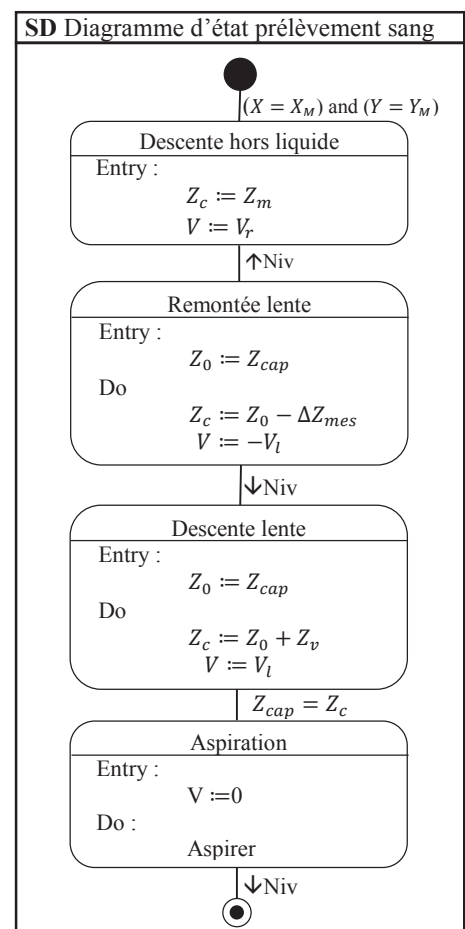 SD Diagramme d’état prélèvement sang
(X = X_M) and (Y = Y_M)
Descente hors liquide
Entry :
Z_c ≔ Z_m
V ≔ V_r
↑Niv
Remontée lente
Entry :
Z_0 ≔ Z_cap
Do
Z_c ≔ Z_0 − ΔZ_mes
V ≔ −V_l
↓Niv
Descente lente
Entry :
Z_0 ≔ Z_cap
Do
Z_c ≔ Z_0 + Z_v
V ≔ V_l
Z_cap = Z_c
Aspiration
Entry :
V ≔0
Do :
Aspirer
↓Niv